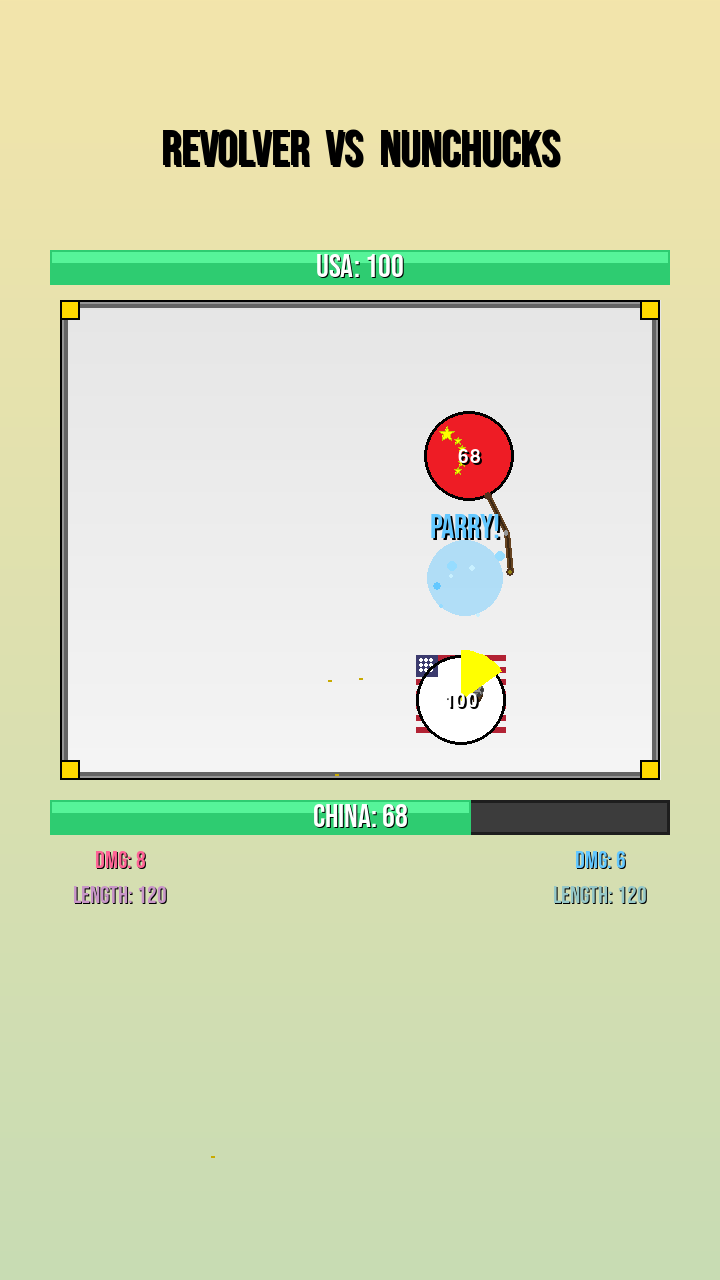 REVOLVER VS NUNCHUCKS
USA: 100
68
PARRY!
100
CHINA: 68
DMG: 8
DMG: 6
LENGTH: 120
LENGTH: 120